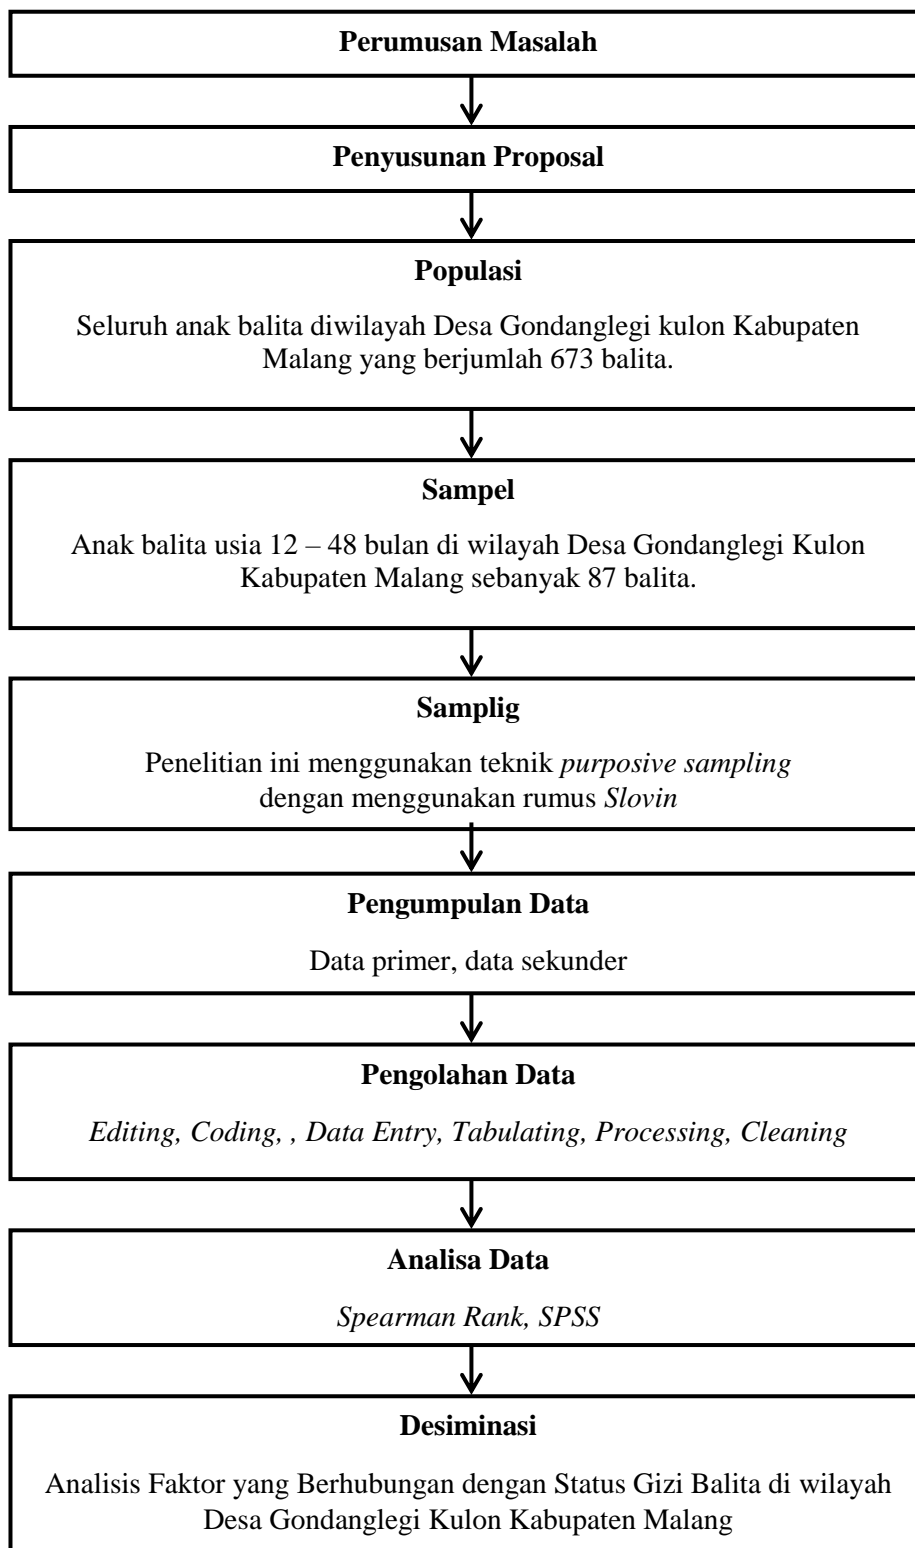 Perumusan Masalah
Penyusunan Proposal
Populasi
Seluruh anak balita diwilayah Desa Gondanglegi kulon Kabupaten
Malang yang berjumlah 673 balita.
Sampel
Anak balita usia 12 – 48 bulan di wilayah Desa Gondanglegi Kulon
Kabupaten Malang sebanyak 87 balita.
Samplig
Penelitian ini menggunakan teknik purposive sampling
dengan menggunakan rumus Slovin
Pengumpulan Data
Data primer, data sekunder
Pengolahan Data
Editing, Coding, , Data Entry, Tabulating, Processing, Cleaning
Analisa Data
Spearman Rank, SPSS
Desiminasi
Analisis Faktor yang Berhubungan dengan Status Gizi Balita di wilayah
Desa Gondanglegi Kulon Kabupaten Malang